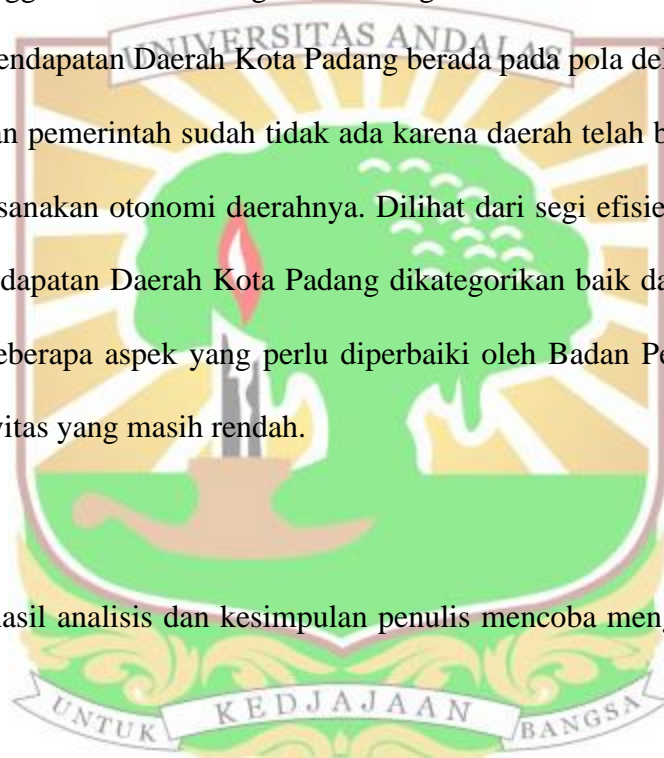 UNIVERSITAS ANDALAS
endapatan Daerah Kota Padang berada pada pola de
n pemerintah sudah tidak ada karena daerah telah b
sanakan otonomi daerahnya. Dilihat dari segi efisie
dapatan Daerah Kota Padang dikategorikan baik da
eberapa aspek yang perlu diperbaiki oleh Badan Pe
vitas yang masih rendah.
asil analisis dan kesimpulan penulis mencoba meng
UNTUK KEDJAJAAN BANGSA